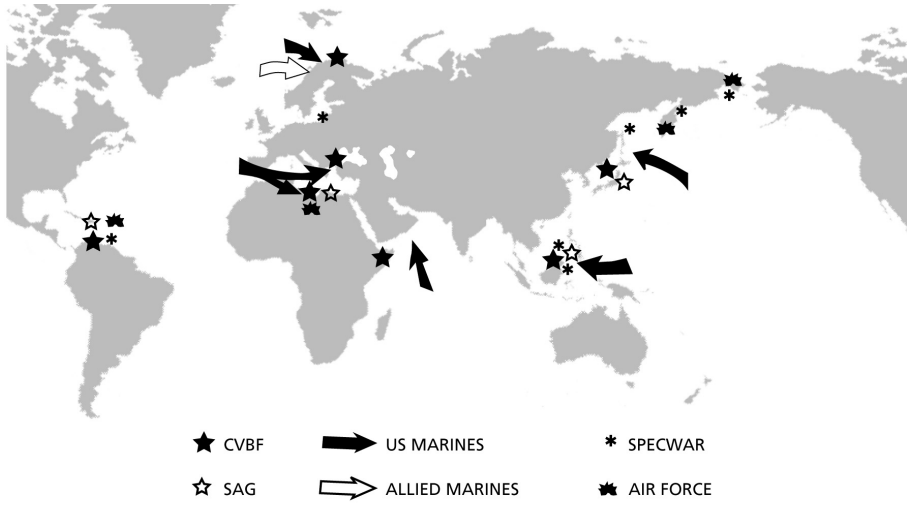 CVBF
US MARINES
SPECWAR
SAG
ALLIED MARINES
AIR FORCE